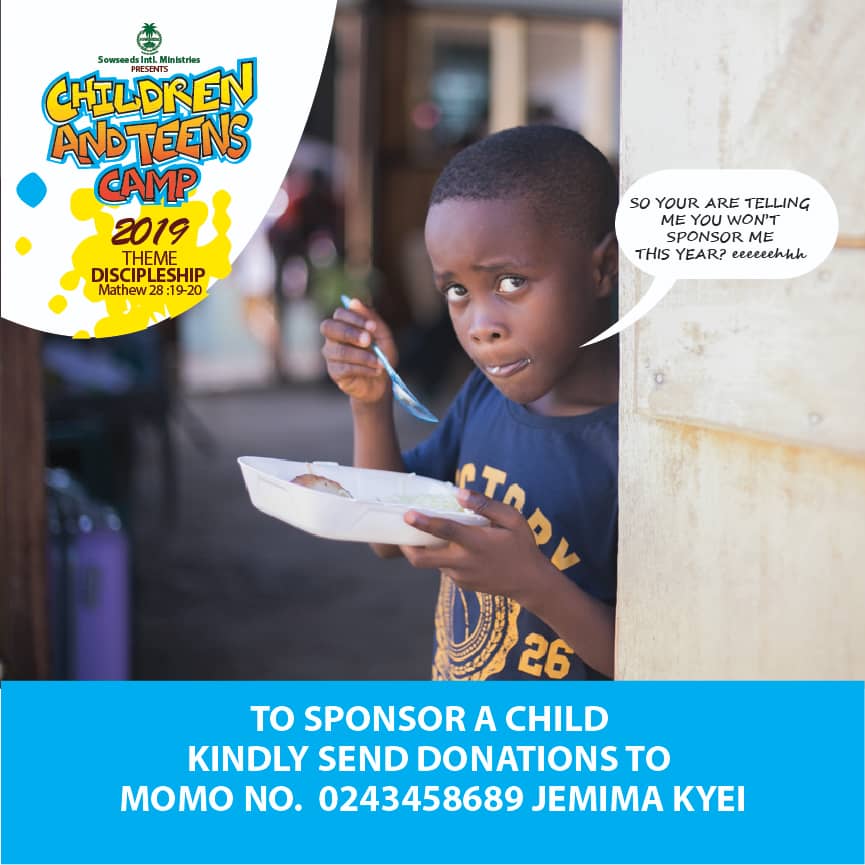 Sowseeds Intl. Ministries
PRESENTS
CHILDREN
AND TEENS
CAMP
2019
THEME
DISCIPLESHIP
Mathew 28 :19-20
SO YOUR ARE TELLING
ME YOU WON'T
SPONSOR ME
THIS YEAR? eeeeeehhh
26
TO SPONSOR A CHILD
KINDLY SEND DONATIONS TO
MOMO NO. 0243458689 JEMIMA KYEI